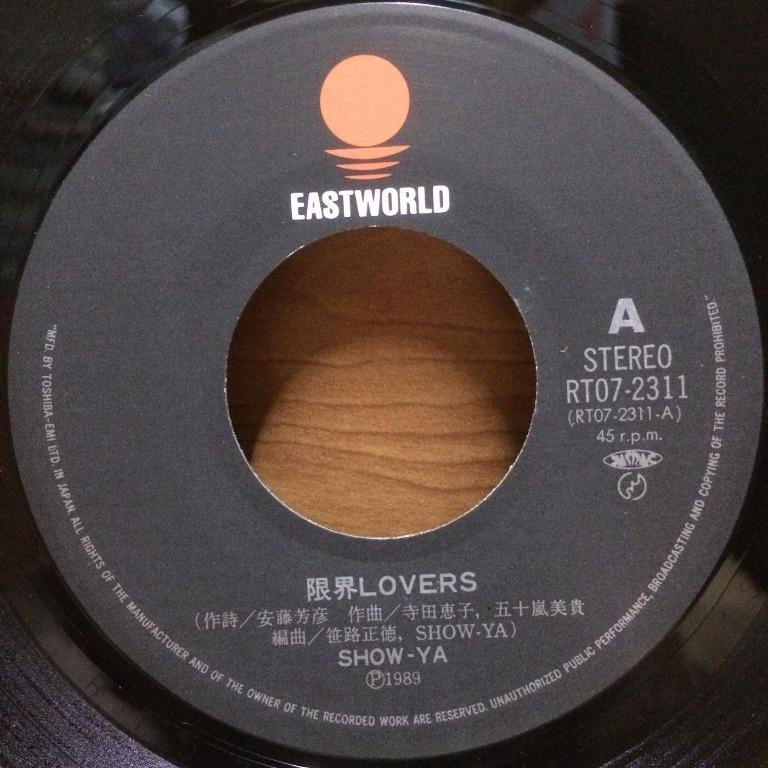 EASTWORLD
A
STEREO
RT07-2311
(RT07-2311-A)
45 r.p.m.
JASRAC
限界LOVERS
(作詩／安藤芳彦 作曲／寺田恵子, 五十嵐美貴
編曲／笹路正徳, SHOW-YA)
SHOW-YA
Ⓟ1989
"MFD. BY TOSHIBA-EMI LTD. IN JAPAN. ALL RIGHTS OF THE MANUFACTURER AND OF THE OWNER OF THE RECORDED WORK ARE RESERVED. UNAUTHORIZED PUBLIC PERFORMANCE, BROADCASTING AND COPYING OF THE RECORD PROHIBITED."